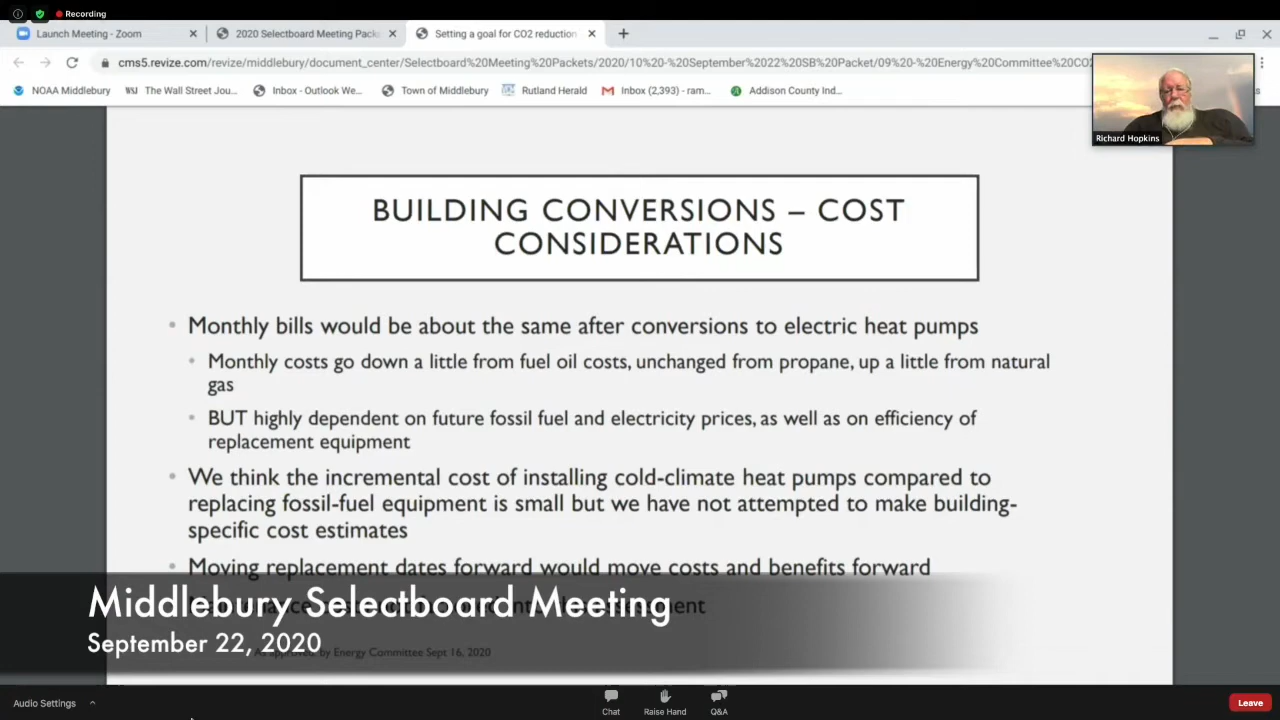 Recording
Launch Meeting - Zoom
2020 Selectboard Meeting Pack
Setting a goal for CO2 reduction
cms5.revize.com/revize/middlebury/document_center/Selectboard%20Meeting%20Packets/2020/10%20-%20September%2022%20SB%20Packet/09%20-%20Energy%20Committee%20CO2
NOAA Middlebury
WSJ The Wall Street Jou...
Inbox - Outlook We...
Town of Middlebury
Rutland Herald
Inbox (2,393) - ram...
Addison County Ind...
Richard Hopkins
BUILDING CONVERSIONS – COST
CONSIDERATIONS
• Monthly bills would be about the same after conversions to electric heat pumps
• Monthly costs go down a little from fuel oil costs, unchanged from propane, up a little from natural
gas
• BUT highly dependent on future fossil fuel and electricity prices, as well as on efficiency of
replacement equipment
• We think the incremental cost of installing cold-climate heat pumps compared to
replacing fossil-fuel equipment is small but we have not attempted to make building-
specific cost estimates
• Moving replacement dates forward would move costs and benefits forward
Middlebury Selectboard Meeting
September 22, 2020
by Energy Committee Sept 16, 2020
Audio Settings
Chat
Raise Hand
Q&A
Leave